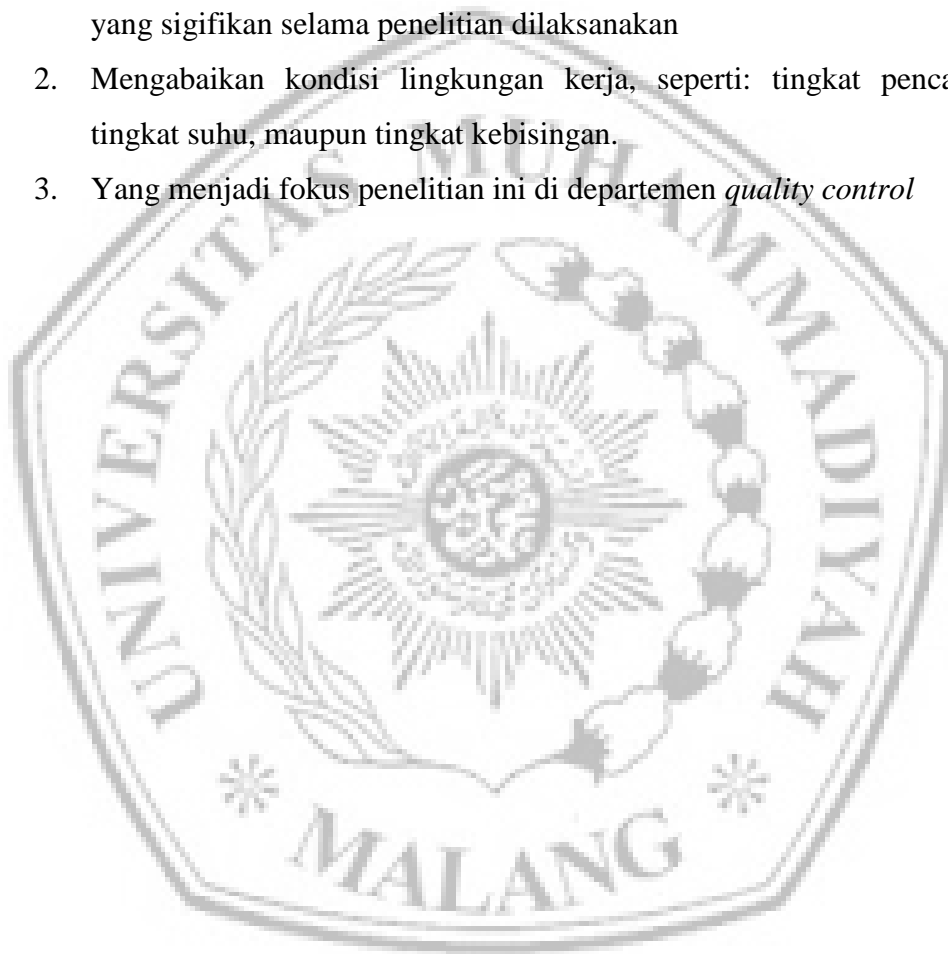 yang sigifikan selama penelitian dilaksanakan
2. Mengabaikan kondisi lingkungan kerja, seperti: tingkat penca
tingkat suhu, maupun tingkat kebisingan.
3. Yang menjadi fokus penelitian ini di departemen quality control
UNIVERSITAS MUHAMMADIYAH
MALANG